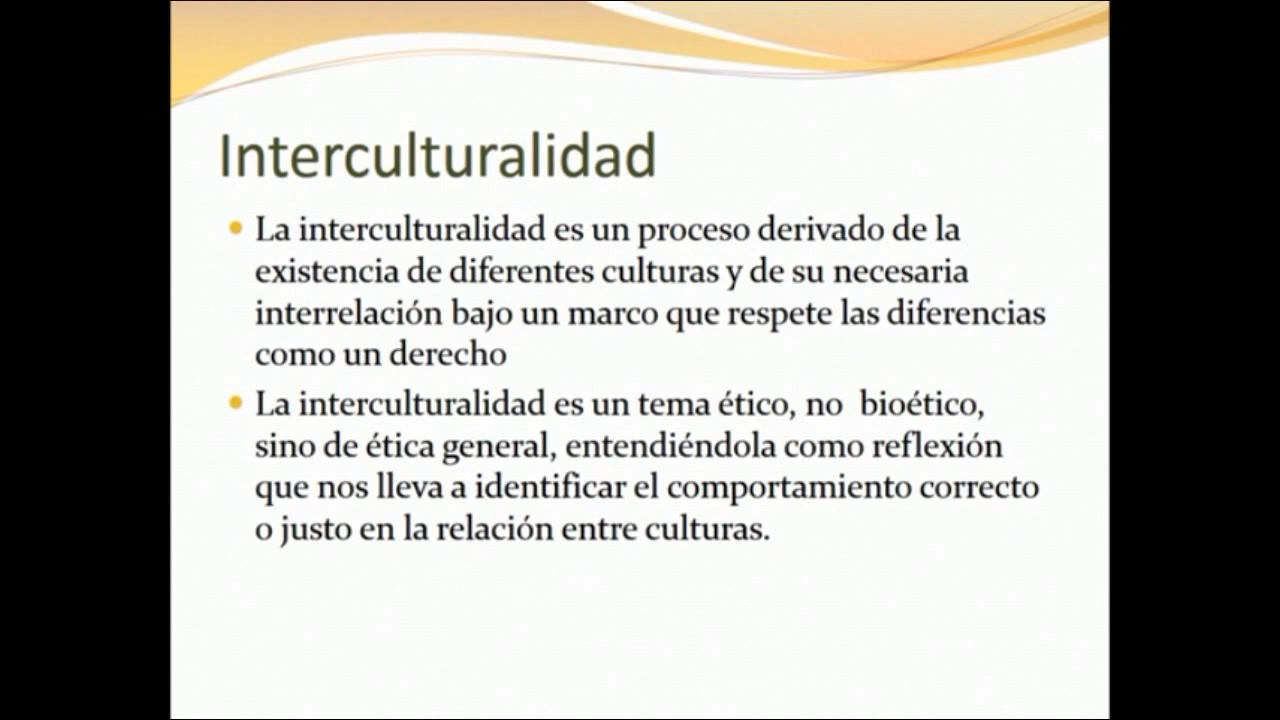 Interculturalidad
• La interculturalidad es un proceso derivado de la
existencia de diferentes culturas y de su necesaria
interrelación bajo un marco que respete las diferencias
como un derecho
• La interculturalidad es un tema ético, no  bioético,
sino de ética general, entendiéndola como reflexión
que nos lleva a identificar el comportamiento correcto
o justo en la relación entre culturas.